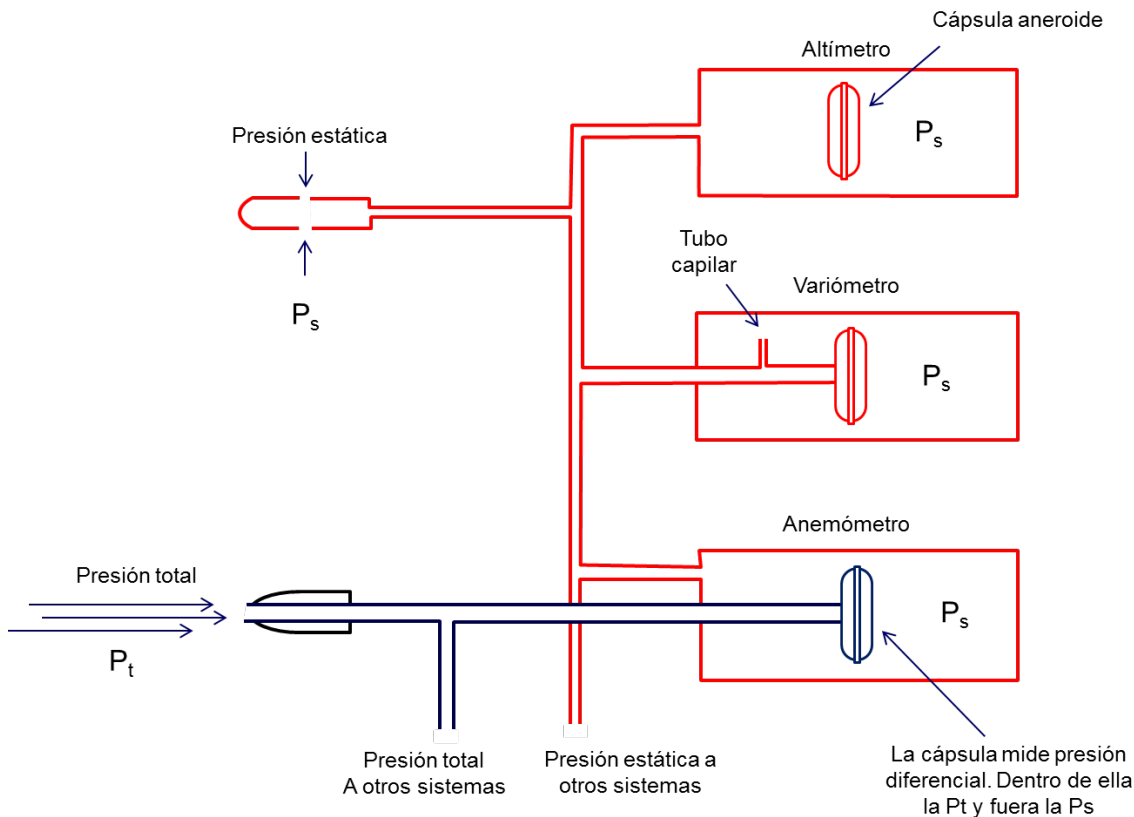 Cápsula aneroide
Altímetro
Presión estática
Ps
Ps
Tubo
capilar
Variómetro
Ps
Anemómetro
Presión total
Ps
Pt
Presión total
A otros sistemas
Presión estática a
otros sistemas
La cápsula mide presión
diferencial. Dentro de ella
la Pt y fuera la Ps